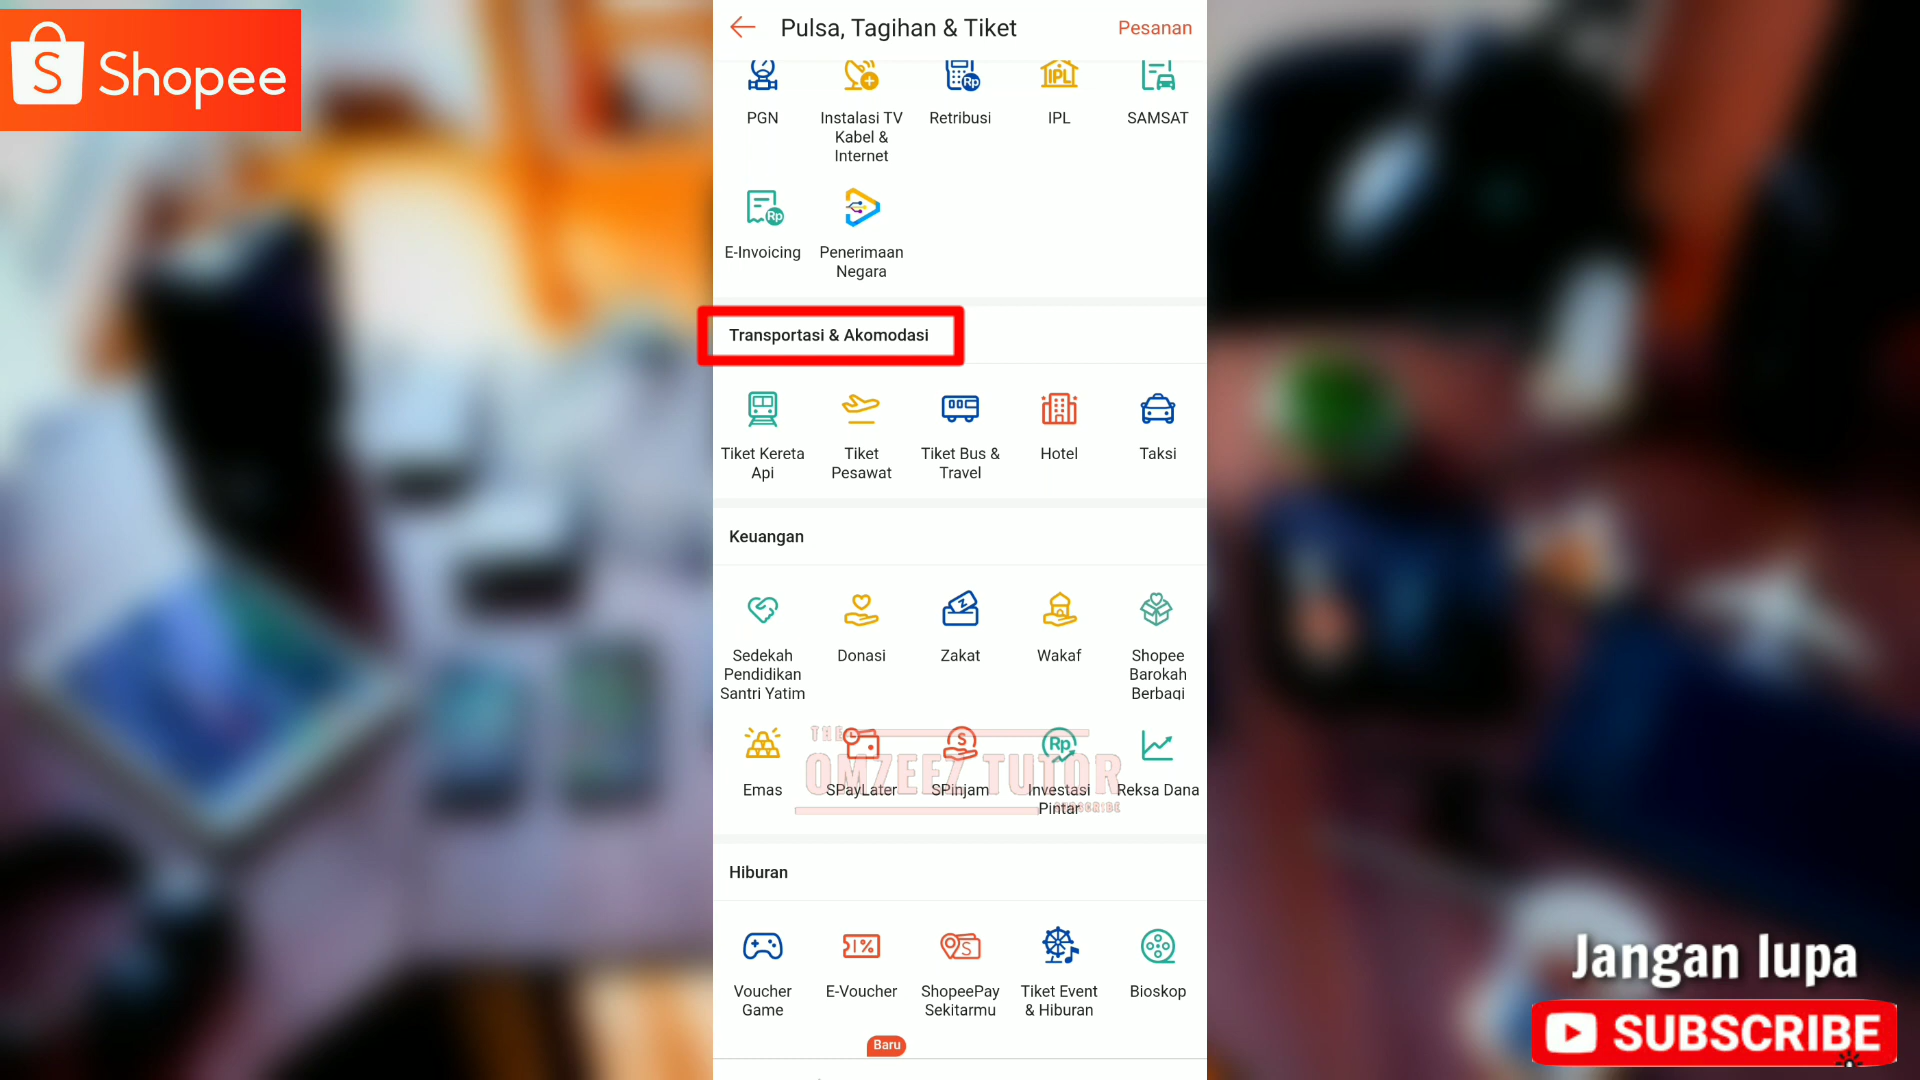 Shopee
Pulsa, Tagihan & Tiket
Pesanan
PGN
Instalasi TV
Kabel &
Internet
Retribusi
IPL
SAMSAT
E-Invoicing
Penerimaan
Negara
Transportasi & Akomodasi
Tiket Kereta
Api
Tiket
Pesawat
Tiket Bus &
Travel
Hotel
Taksi
Keuangan
Sedekah
Pendidikan
Santri Yatim
Donasi
Zakat
Wakaf
Shopee
Barokah
Berbagi
Emas
SPayLater
SPinjam
Investasi
Pintar
Reksa Dana
THE
OMZEEZ TUTOR
SUBSCRIBE
Hiburan
Voucher
Game
E-Voucher
ShopeePay
Sekitarmu
Tiket Event
& Hiburan
Bioskop
Baru
Jangan lupa
SUBSCRIBE